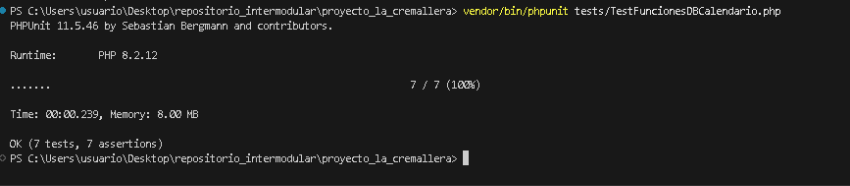 PS C:\Users\usuario\Desktop\repositorio_intermodular\proyecto_la_cremallera> vendor/bin/phpunit tests/TestFuncionesDBCalendario.php
PHPUnit 11.5.46 by Sebastian Bergmann and contributors.
Runtime: PHP 8.2.12
....... 7 / 7 (100%)
Time: 00:00.239, Memory: 8.00 MB
OK (7 tests, 7 assertions)
PS C:\Users\usuario\Desktop\repositorio_intermodular\proyecto_la_cremallera>